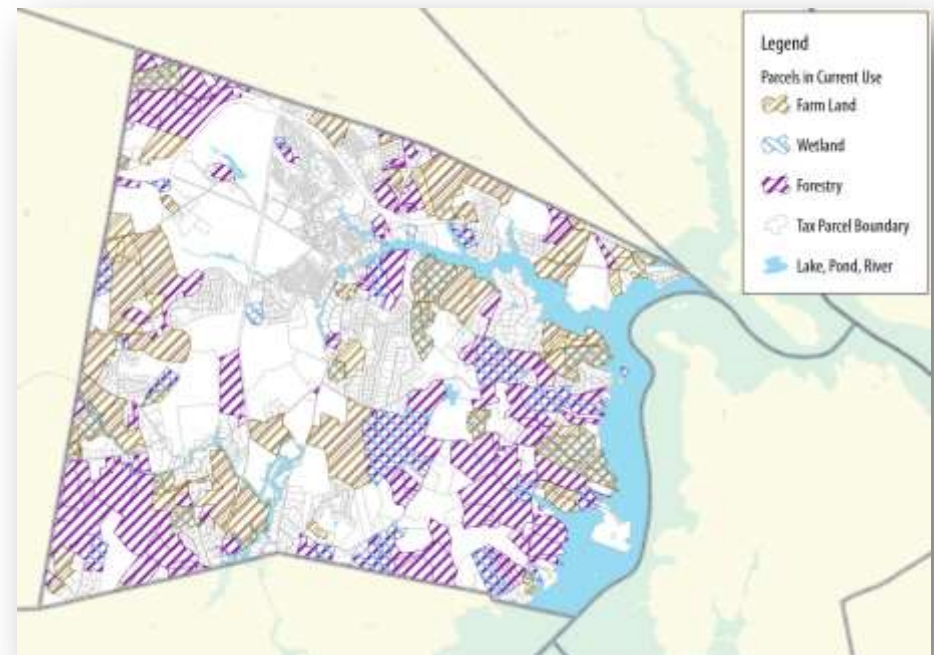 Legend
Parcels in Current Use
Farm Land
Wetland
Forestry
Tax Parcel Boundary
Lake, Pond, River